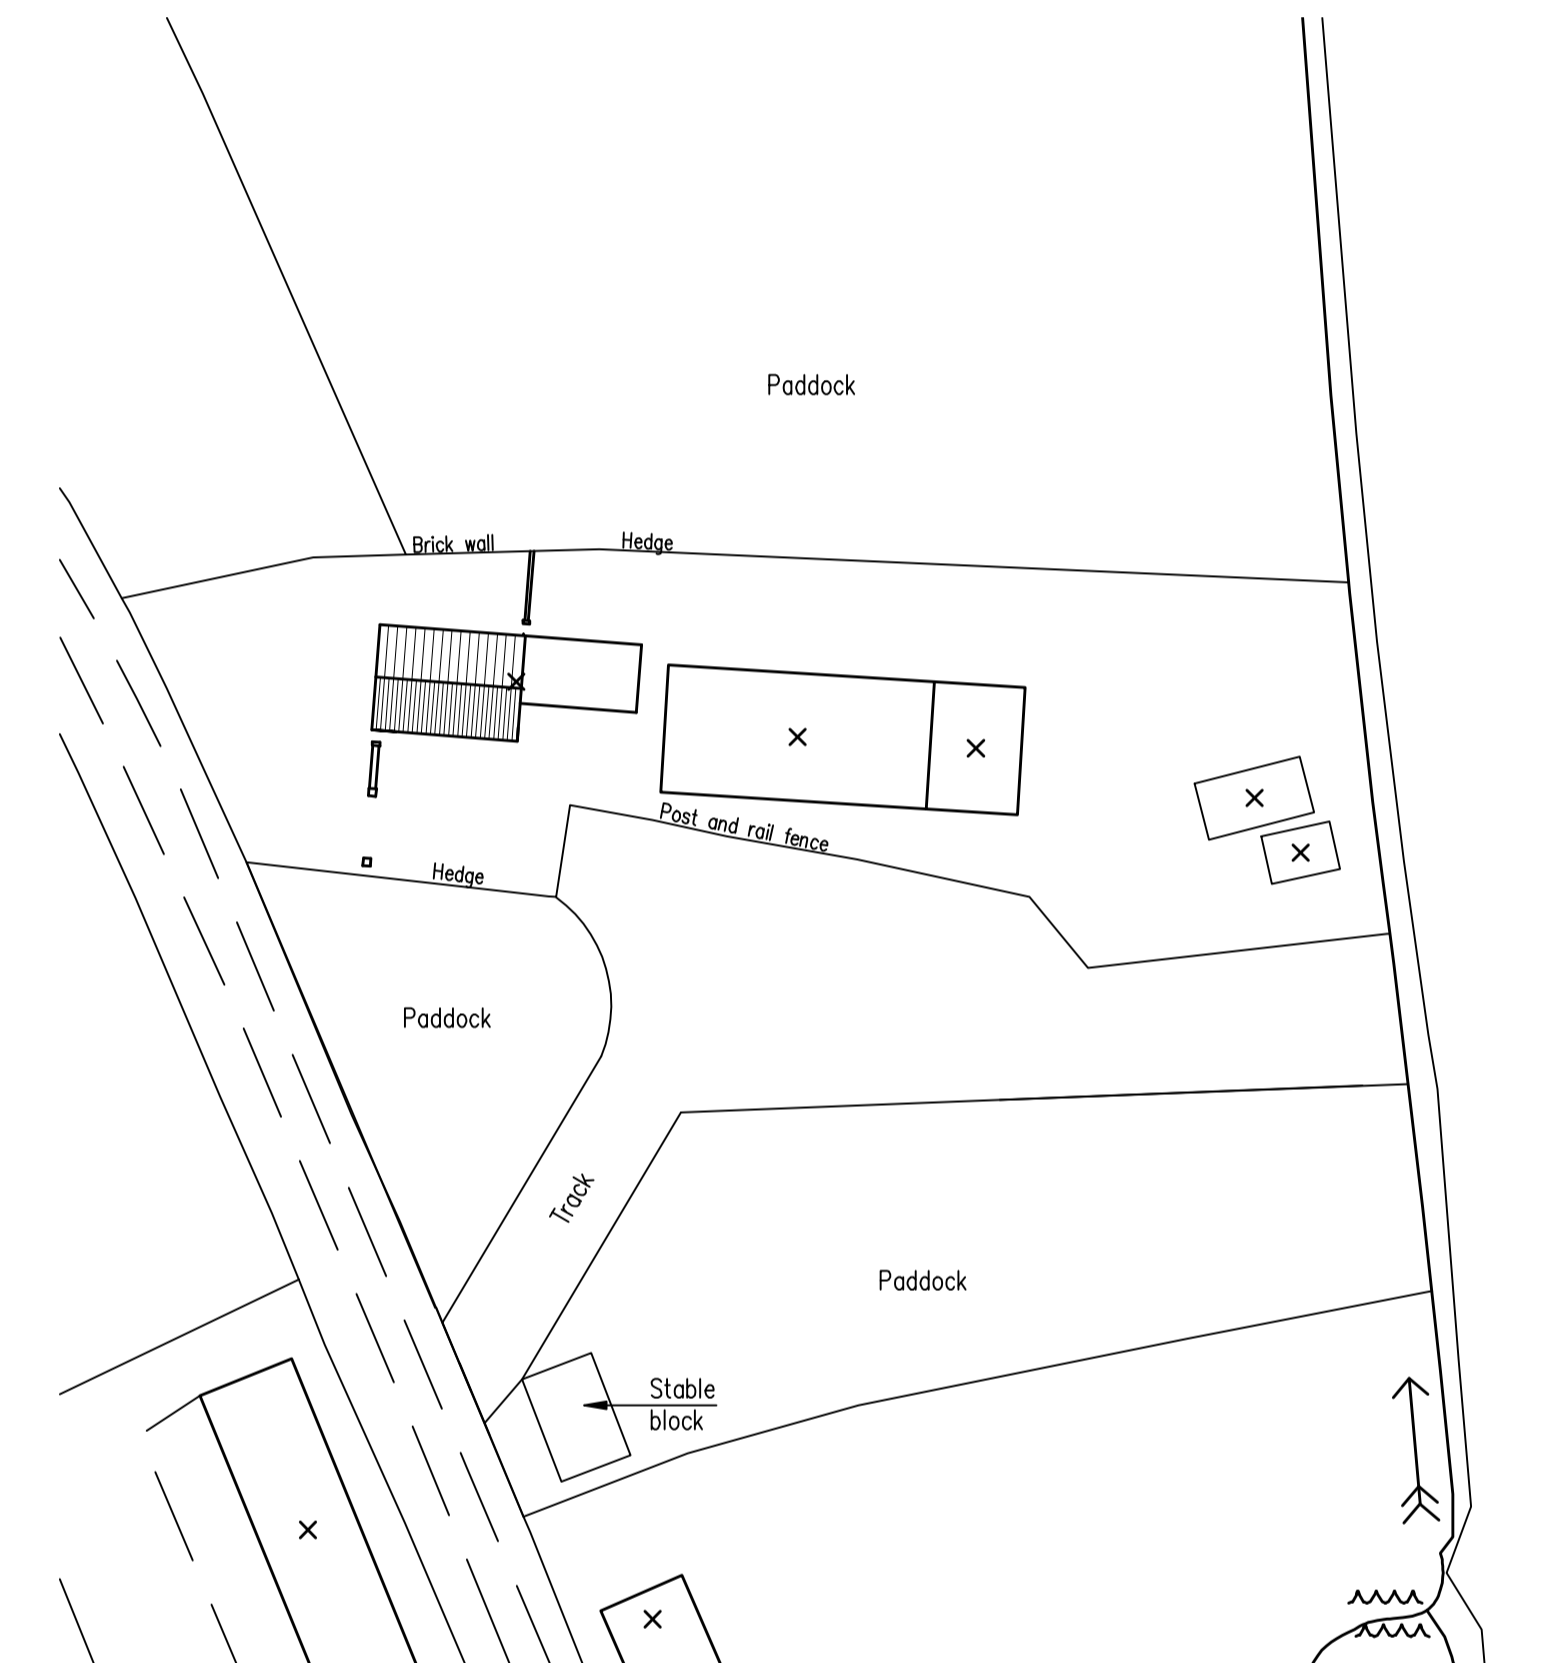 Paddock
Brick wall
Hedge
Post and rail fence
Hedge
Paddock
Track
Paddock
Stable
block